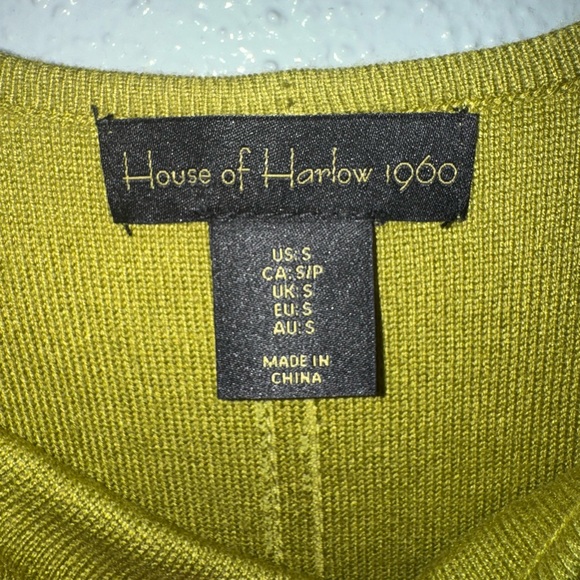 House of Harlow 1960
US: S
CA: S/P
UK: S
EU: S
AU: S
MADE IN
CHINA